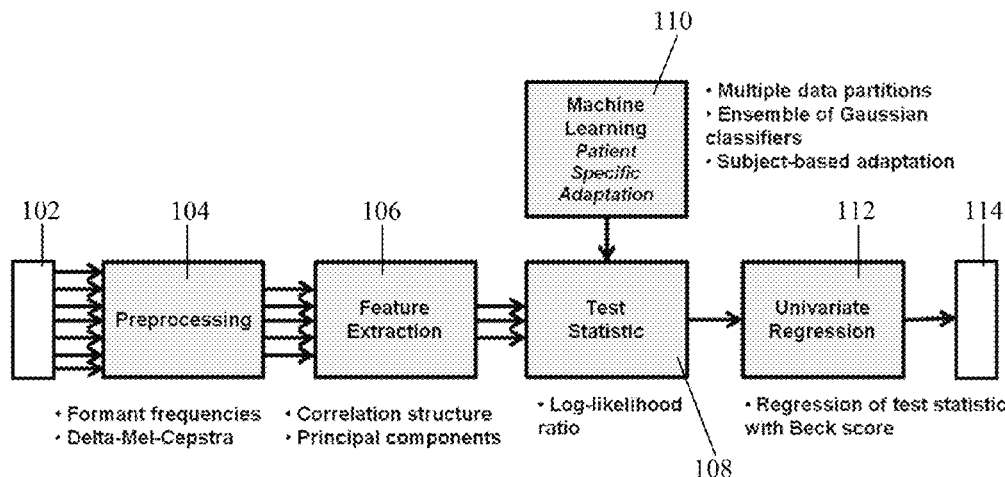 110
Machine
Learning
Patient
Specific
Adaptation
• Multiple data partitions
• Ensemble of Gaussian
classifiers
• Subject-based adaptation
102
104
106
112
114
Preprocessing
Feature
Extraction
Test
Statistic
Univariate
Regression
• Formant frequencies
• Delta-Mel-Cepstra
• Correlation structure
• Principal components
• Log-likelihood
ratio
108
• Regression of test statistic
with Beck score